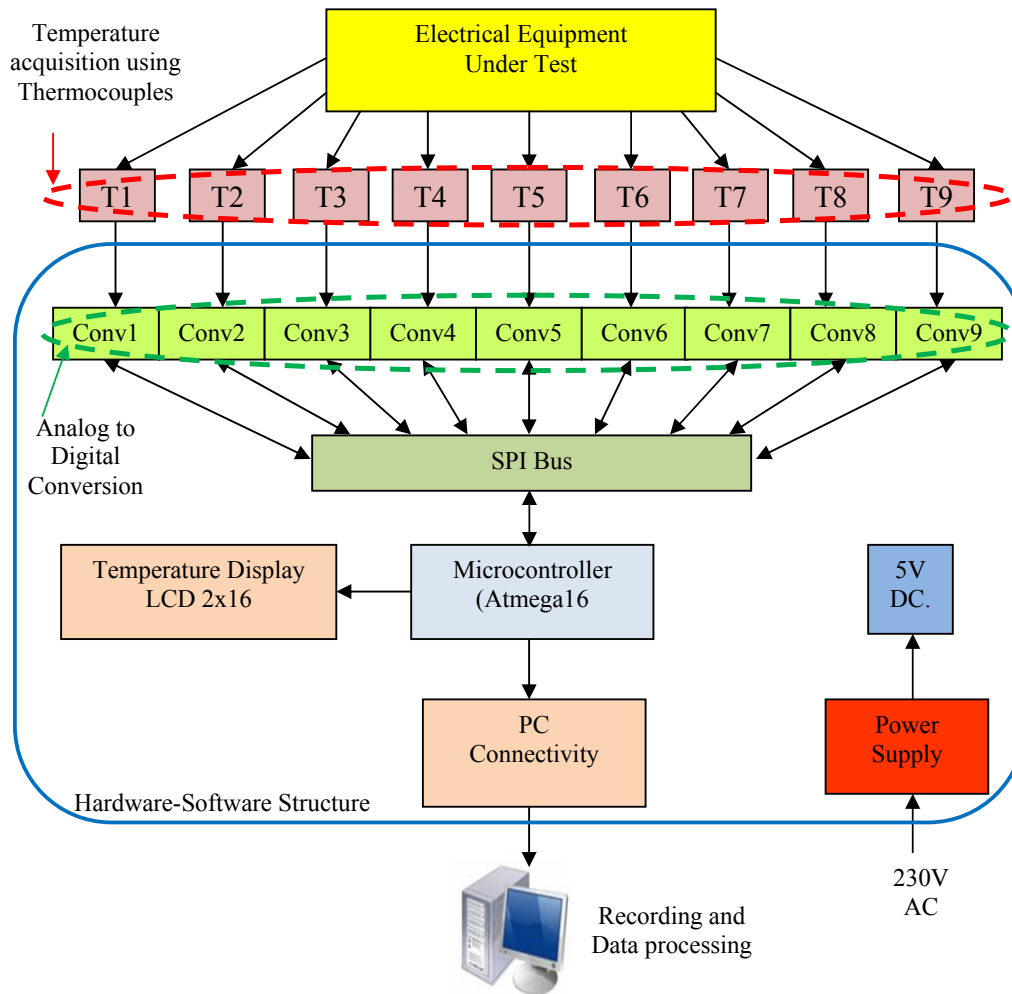 Temperature
acquisition using
Thermocouples
Electrical Equipment
Under Test
T1 T2 T3 T4 T5 T6 T7 T8 T9
Conv1 Conv2 Conv3 Conv4 Conv5 Conv6 Conv7 Conv8 Conv9
Analog to
Digital
Conversion
SPI Bus
Temperature Display
LCD 2x16
Microcontroller
(Atmega16
5V
DC.
PC
Connectivity
Power
Supply
Hardware-Software Structure
230V
AC
Recording and
Data processing